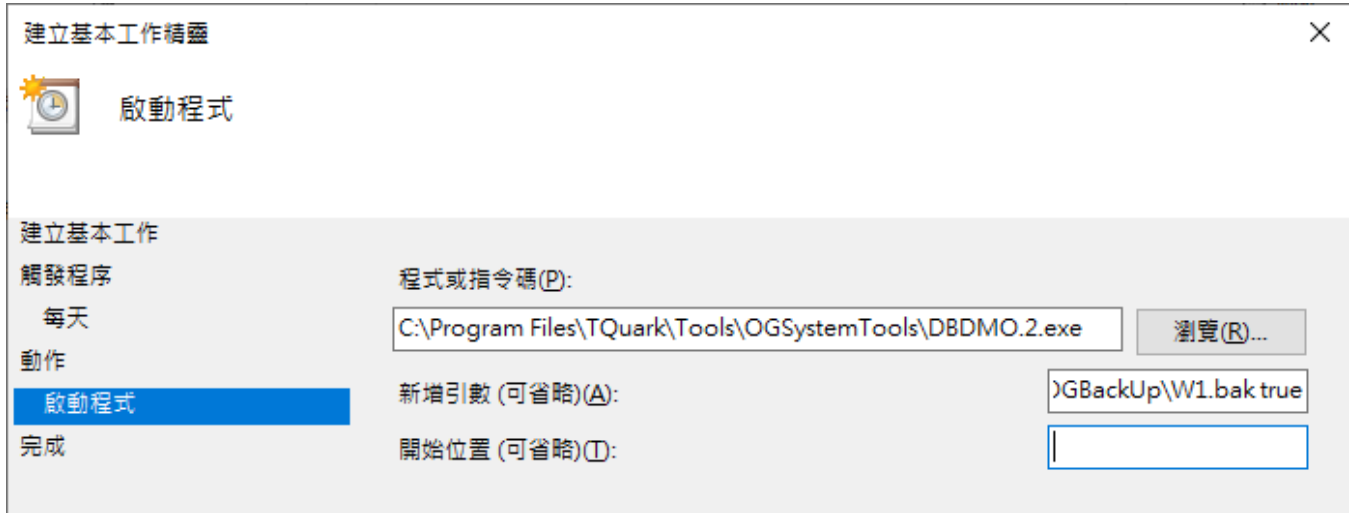 建立基本工作精靈
啟動程式
建立基本工作
觸發程序
每天
動作
啟動程式
完成
程式或指令碼(P):
C:\Program Files\TQuark\Tools\OGSystemTools\DBDMO.2.exe
瀏覽(R)...
新增引數 (可省略)(A):
GBackUp\W1.bak true
開始位置 (可省略)(T):